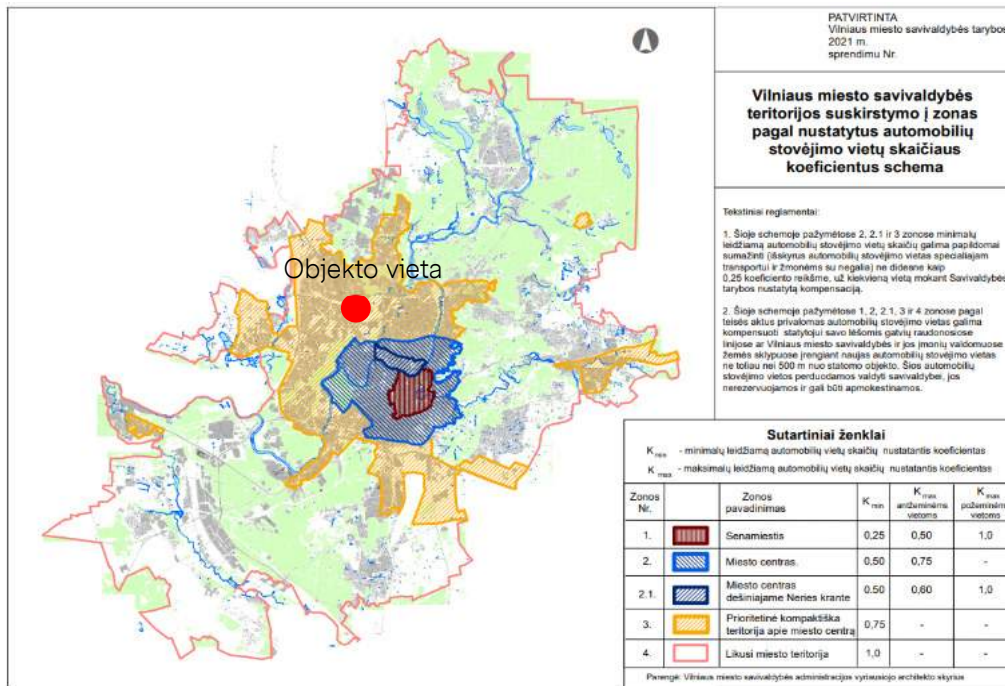 PATVIRTINTA
Vilniaus miesto savivaldybės tarybos
2021 m.
sprendimu Nr.
Vilniaus miesto savivaldybės
teritorijos suskirstymo į zonas
pagal nustatytus automobilių
stovėjimo vietų skaičiaus
koeficientus schema
Tekstiniai reglamentai:
1. Šioje schemoje pažymėtose 2, 2.1 ir 3 zonose minimalų
leidžiamą automobilių stovėjimo vietų skaičių galima papildomai
sumažinti (išskyrus automobilių stovėjimo vietas specialiajam
transportui ir žmonėms su negalia) ne didesne kaip
0,25 koeficiento reikšme, už kiekvieną vietą mokant Savivaldybės
tarybos nustatytą kompensaciją.
2. Šioje schemoje pažymėtose 1, 2, 2.1, 3 ir 4 zonose pagal
teisės aktus privalomas automobilių stovėjimo vietas galima
kompensuoti statytojui savo lėšomis gatvių raudonosiose
linijose ar Vilniaus miesto savivaldybės ir jos įmonių valdomuose
žemės sklypuose įrengiant naujas automobilių stovėjimo vietas
ne toliau nei 500 m nuo statomo objekto. Šios automobilių
stovėjimo vietos perduodamos valdyti savivaldybei, jos
nerezervuojamos ir gali būti apmokestinamos.
Objekto vieta
Sutartiniai ženklai
K min - minimalų leidžiamą automobilių vietų skaičių nustatantis koeficientas
K max - maksimalų leidžiamą automobilių vietų skaičių nustatantis koeficientas
Zonos Nr. Zonos pavadinimas K min K max antžeminėms vietoms K max požeminėms vietoms
1. Senamiestis 0,25 0,50 1,0
2. Miesto centras. 0,50 0,75 -
2.1. Miesto centras dešiniajame Neries krante 0.50 0,60 1,0
3. Prioritetinė kompaktiška teritorija apie miesto centrą 0,75 - -
4. Likusi miesto teritorija 1,0 - -
Parengė: Vilniaus miesto savivaldybės administracijos vyriausiojo architekto skyrius